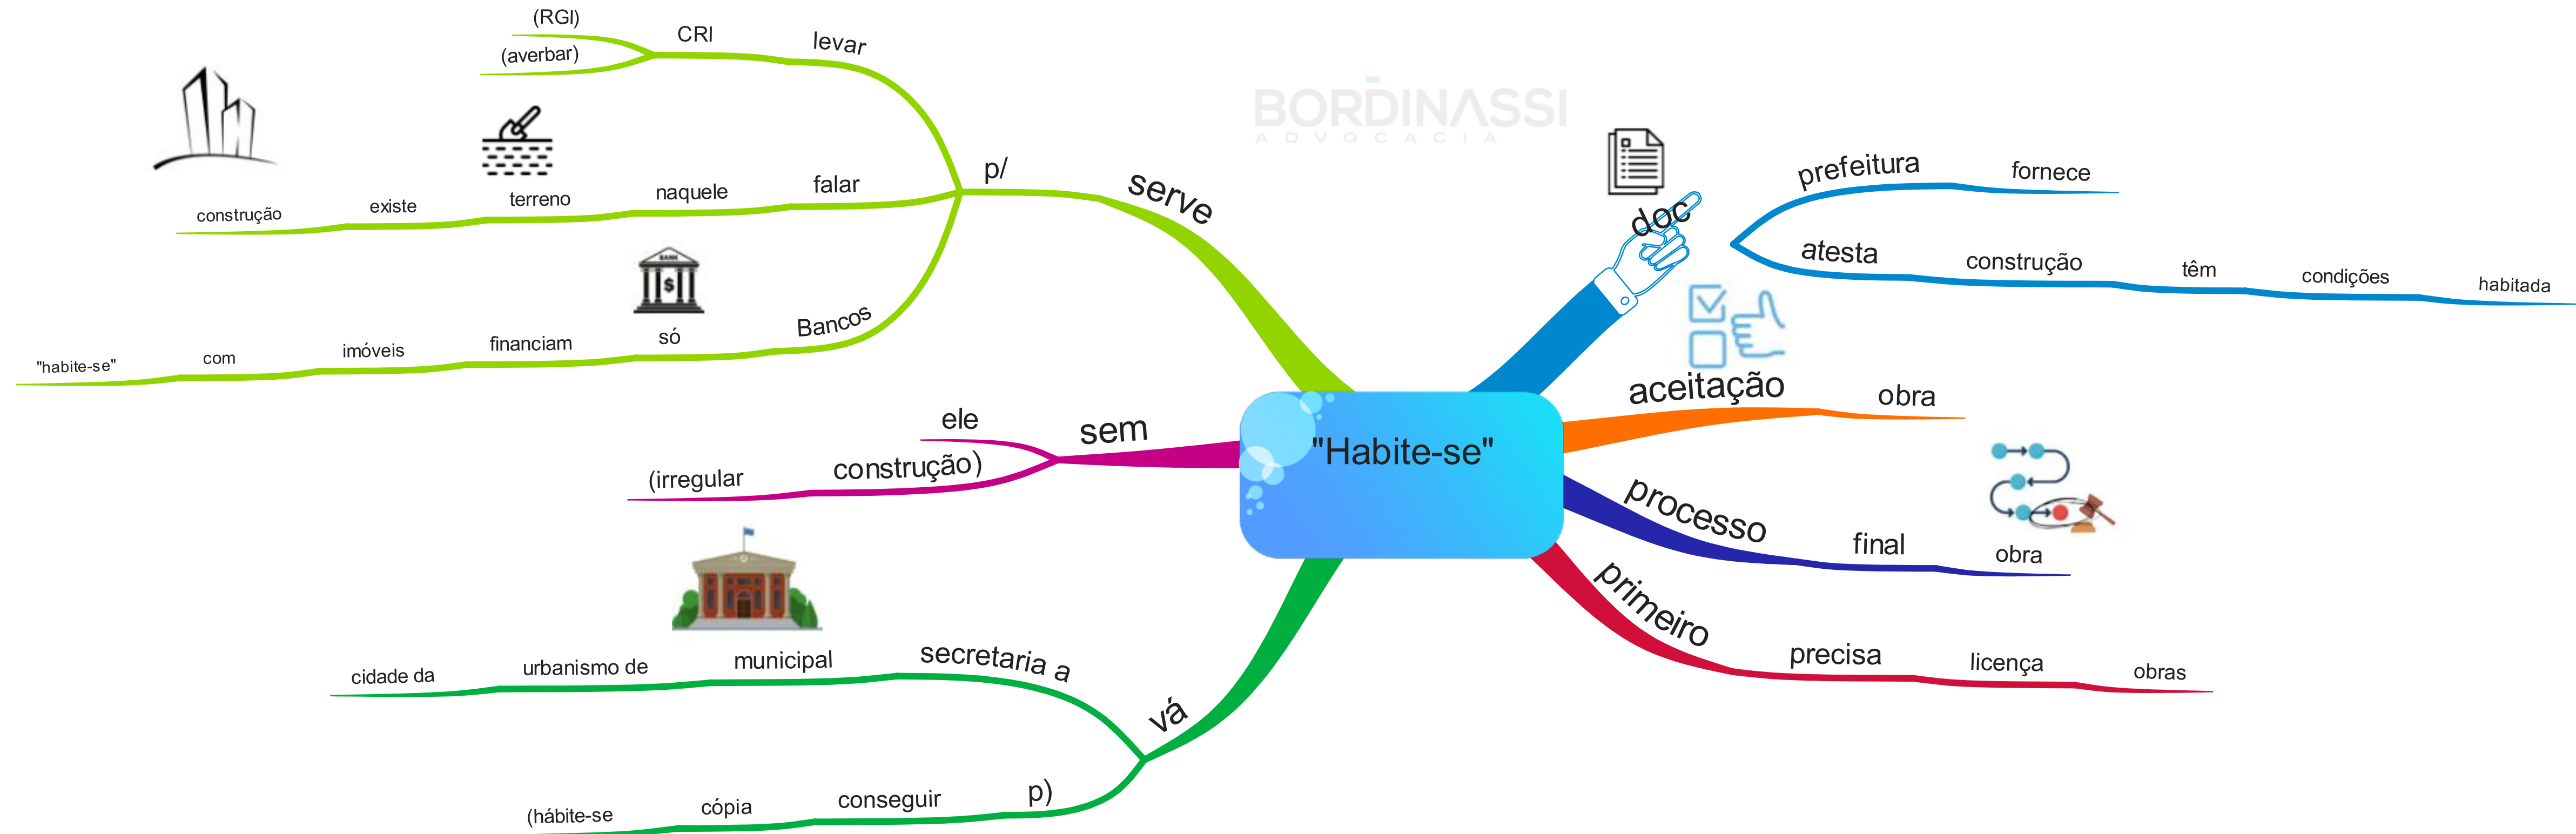 BORDINASSI
ADVOCACIA
"Habite-se"
doc
prefeitura fornece
atesta construção têm condições habitada
aceitação obra
processo final obra
primeiro precisa licença obras
serve
p/
levar
CRI
(RGI)
(averbar)
construção existe terreno naquele falar
BANK
$
"habite-se" com imóveis financiam só Bancos
sem
ele
(irregular construção)
vá
cidade da urbanismo de municipal secretaria a
(hábite-se cópia conseguir p)